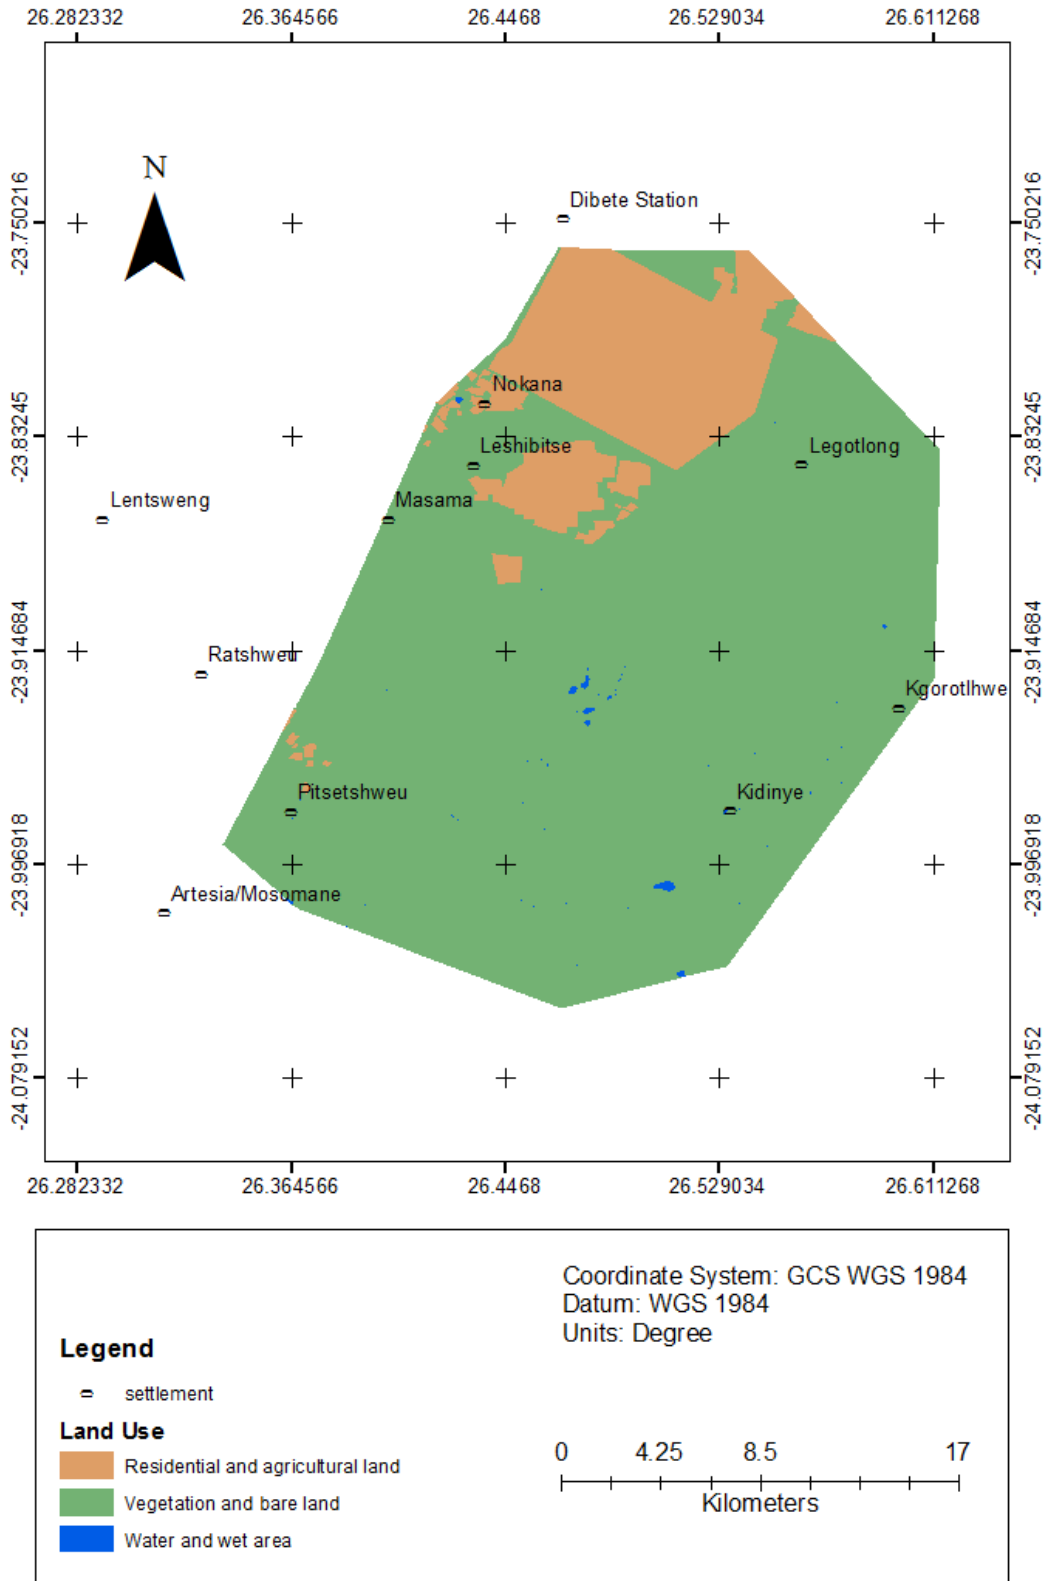 26.282332 26.364566 26.4468 26.529034 26.611268
N
Dibete Station
-23.750216 -23.750216
Nokana
-23.83245 -23.83245
Leshibitse Legotlong
Lentsweng Masama
-23.914684 -23.914684
Ratshweu
Kgorotlhwe
Pitsetshweu Kidinye
-23.996918 -23.996918
Artesia/Mosomane
-24.079152 -24.079152
26.282332 26.364566 26.4468 26.529034 26.611268
Coordinate System: GCS WGS 1984
Datum: WGS 1984
Units: Degree
Legend
settlement
Land Use
Residential and agricultural land
Vegetation and bare land
Water and wet area
0 4.25 8.5 17
Kilometers